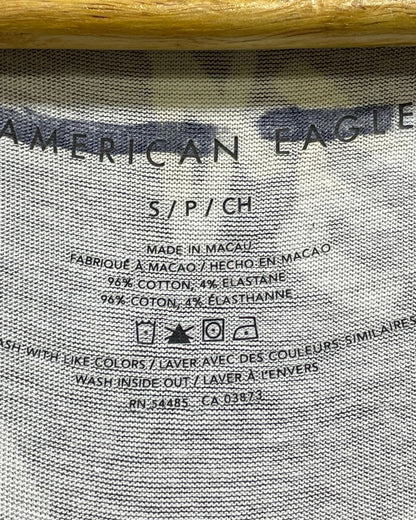 AMERICAN EAGLE
S / P / CH
MADE IN MACAU
FABRIQUÉ À MACAO / HECHO EN MACAO
96% COTTON, 4% ELASTANE
96% COTON, 4% ÉLASTHANNE
WITH LIKE COLORS / LAVER AVEC DES COULEURS SIMILAIRES
WASH INSIDE OUT / LAVER À L'ENVERS
RN 54485 CA 03873